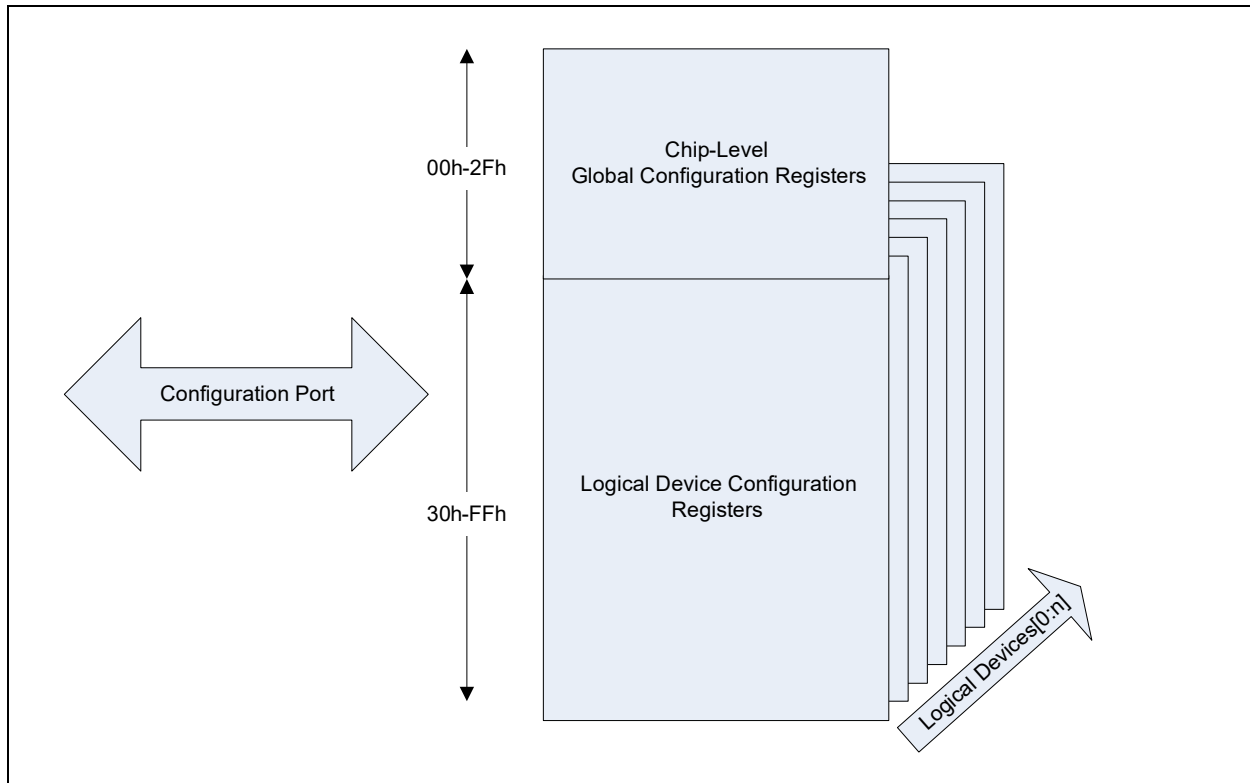 Chip-Level
Global Configuration Registers
00h-2Fh
Configuration Port
Logical Device Configuration
Registers
30h-FFh
Logical Devices[0:n]